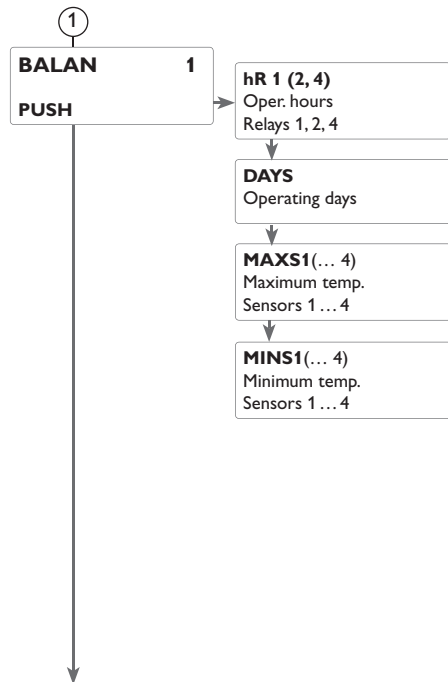 1
BALAN 1
PUSH
hR 1 (2, 4)
Oper. hours
Relays 1, 2, 4
DAYS
Operating days
MAXS1(… 4)
Maximum temp.
Sensors 1 … 4
MINS1(… 4)
Minimum temp.
Sensors 1 … 4